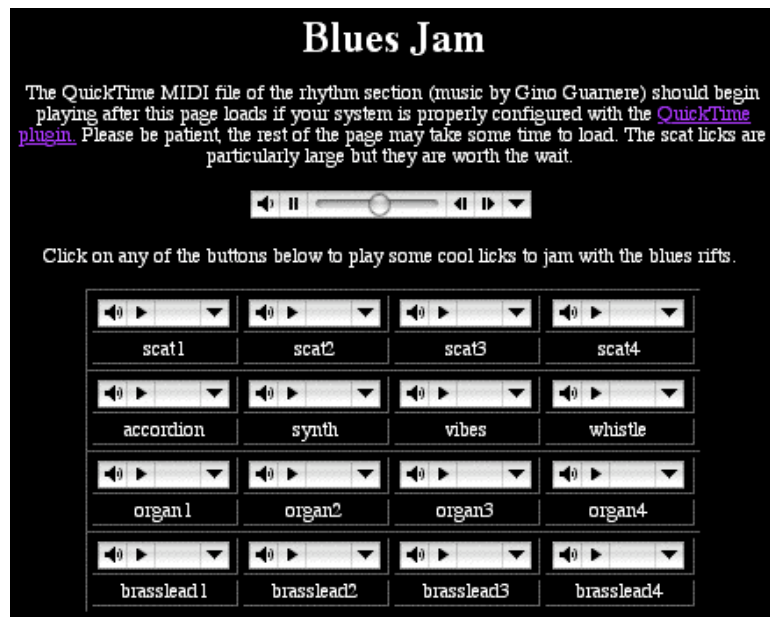 Blues Jam
The QuickTime MIDI file of the rhythm section (music by Gino Guarnere) should begin
playing after this page loads if your system is properly configured with the QuickTime
plugin. Please be patient, the rest of the page may take some time to load. The scat licks are
particularly large but they are worth the wait.
Click on any of the buttons below to play some cool licks to jam with the blues rifts.
scat1 scat2 scat3 scat4
accordion synth vibes whistle
organ1 organ2 organ3 organ4
brasslead1 brasslead2 brasslead3 brasslead4